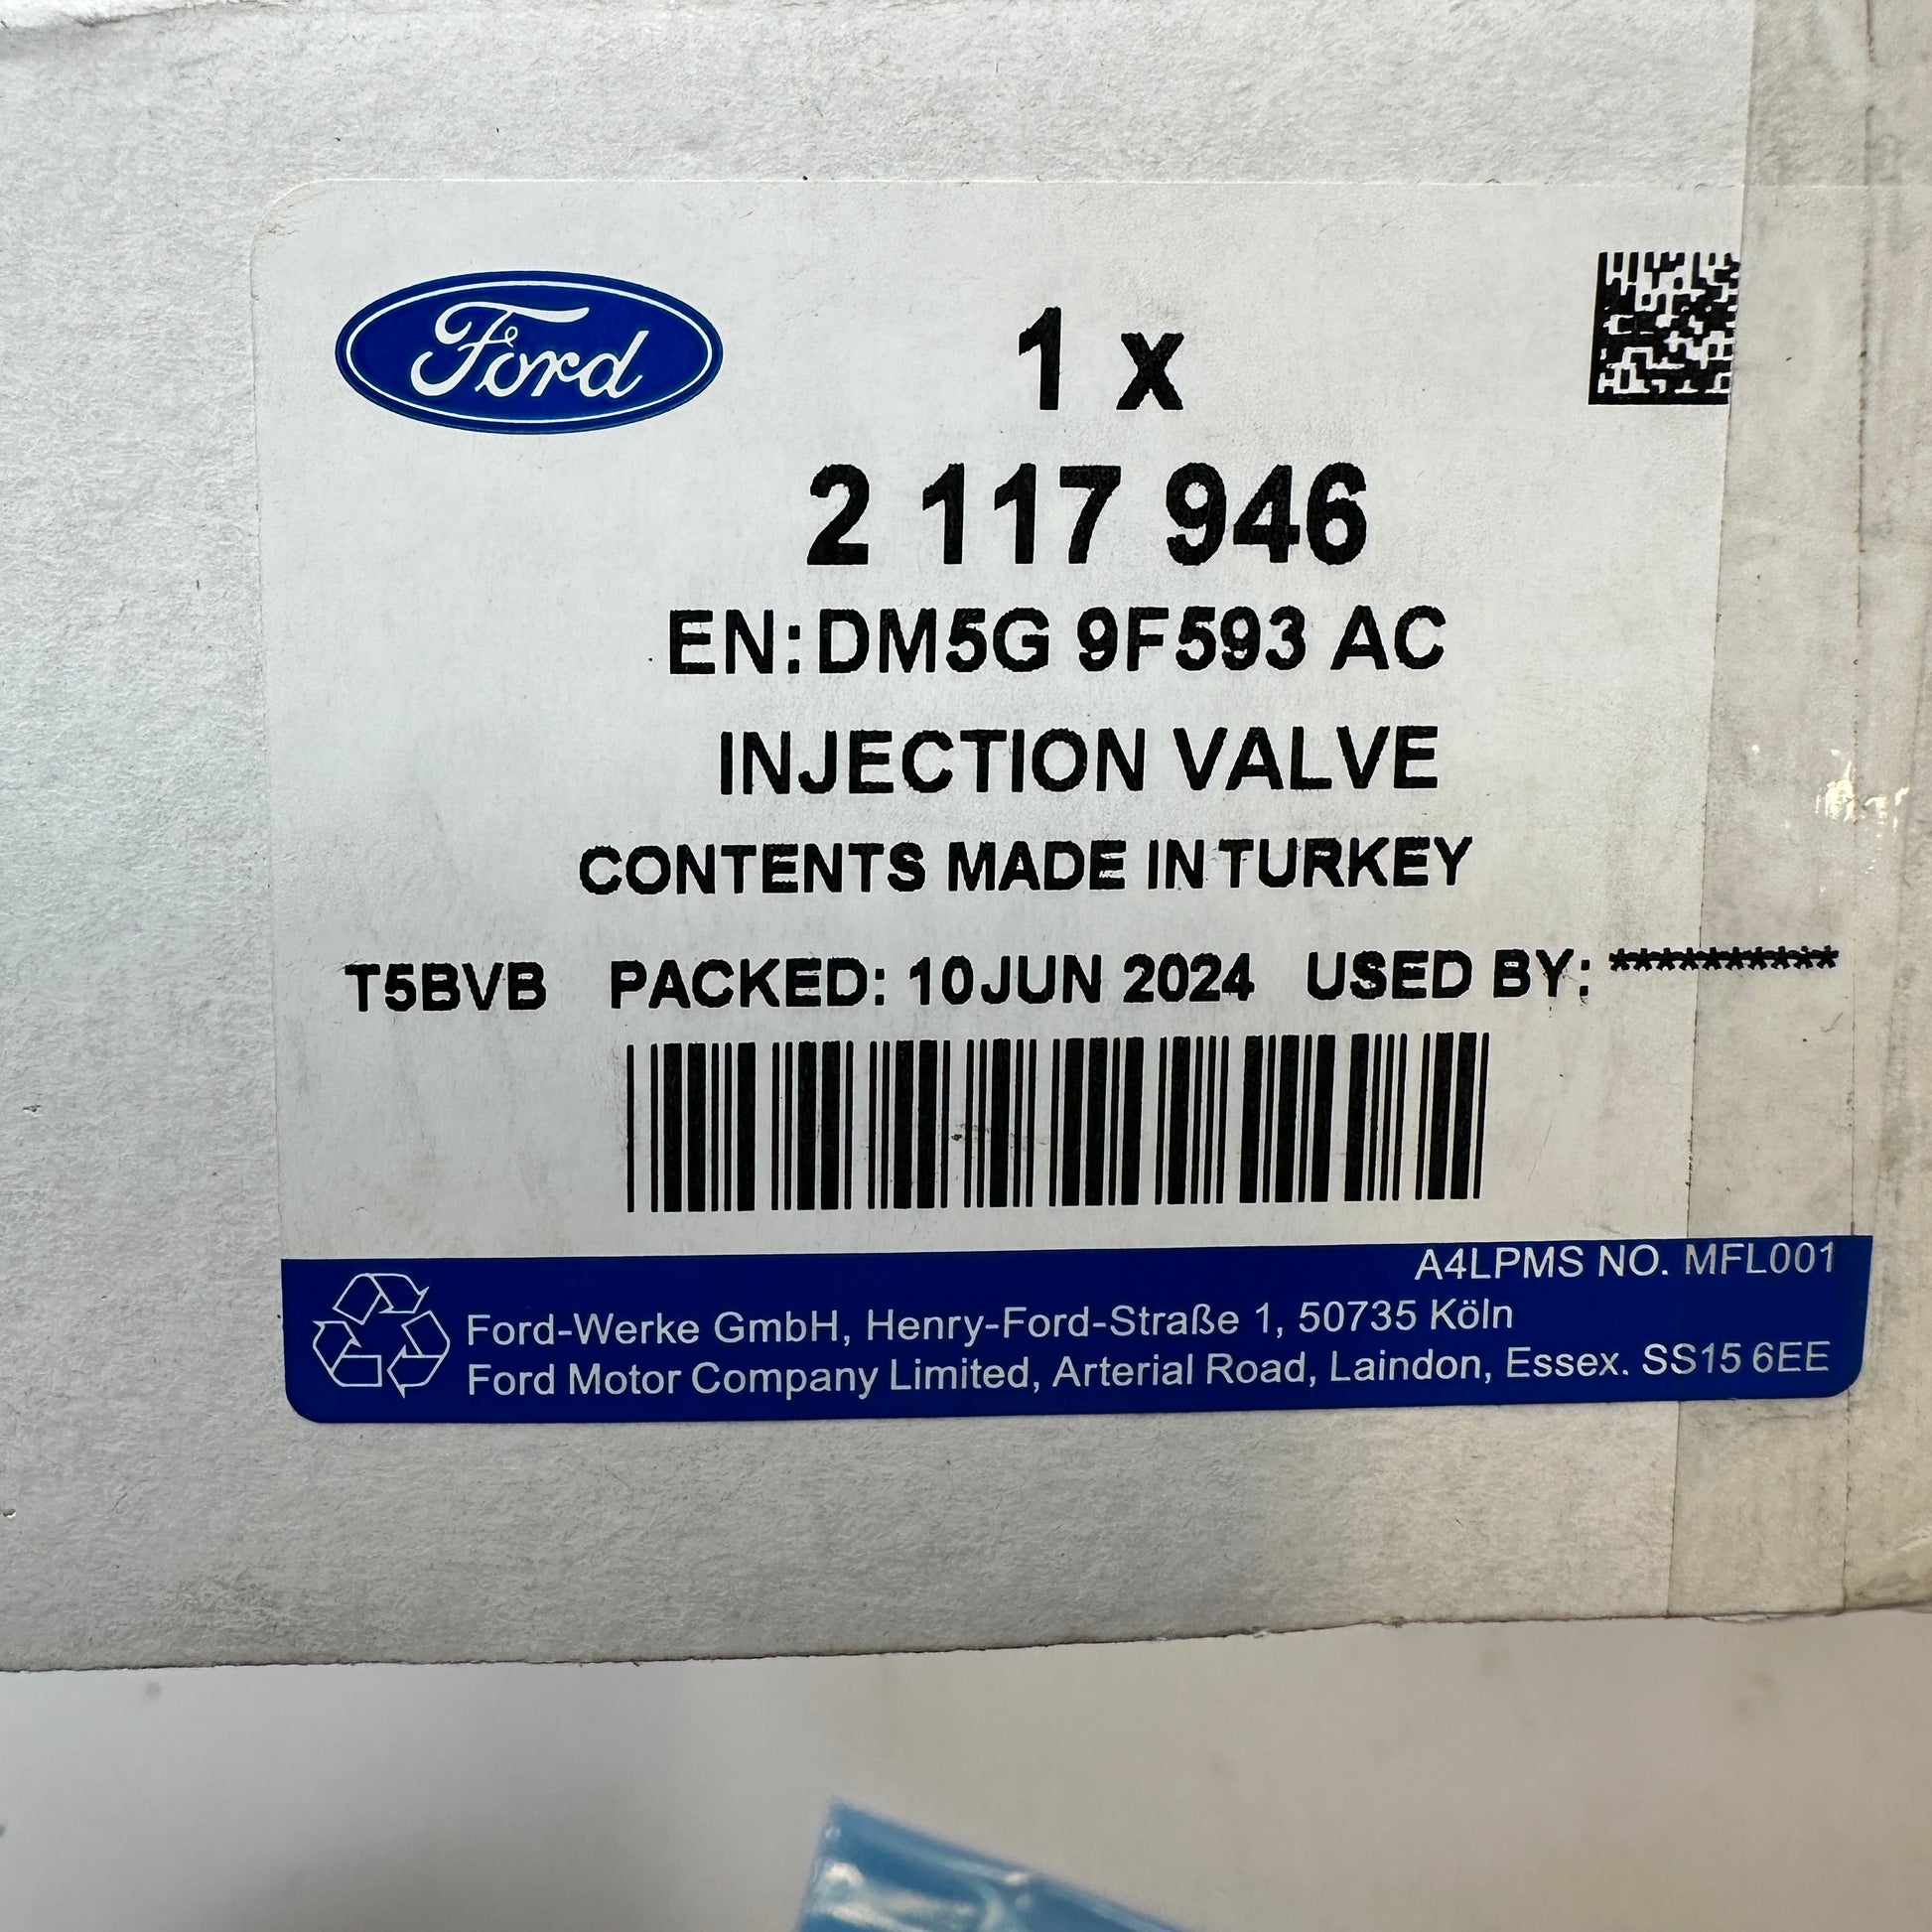 Ford
1 x
2 117 946
EN:DM5G 9F593 AC
INJECTION VALVE
CONTENTS MADE IN TURKEY
T5BVB PACKED: 10JUN 2024 USED BY: **********
A4LPMS NO. MFL001
Ford-Werke GmbH, Henry-Ford-Straße 1, 50735 Köln
Ford Motor Company Limited, Arterial Road, Laindon, Essex. SS15 6EE